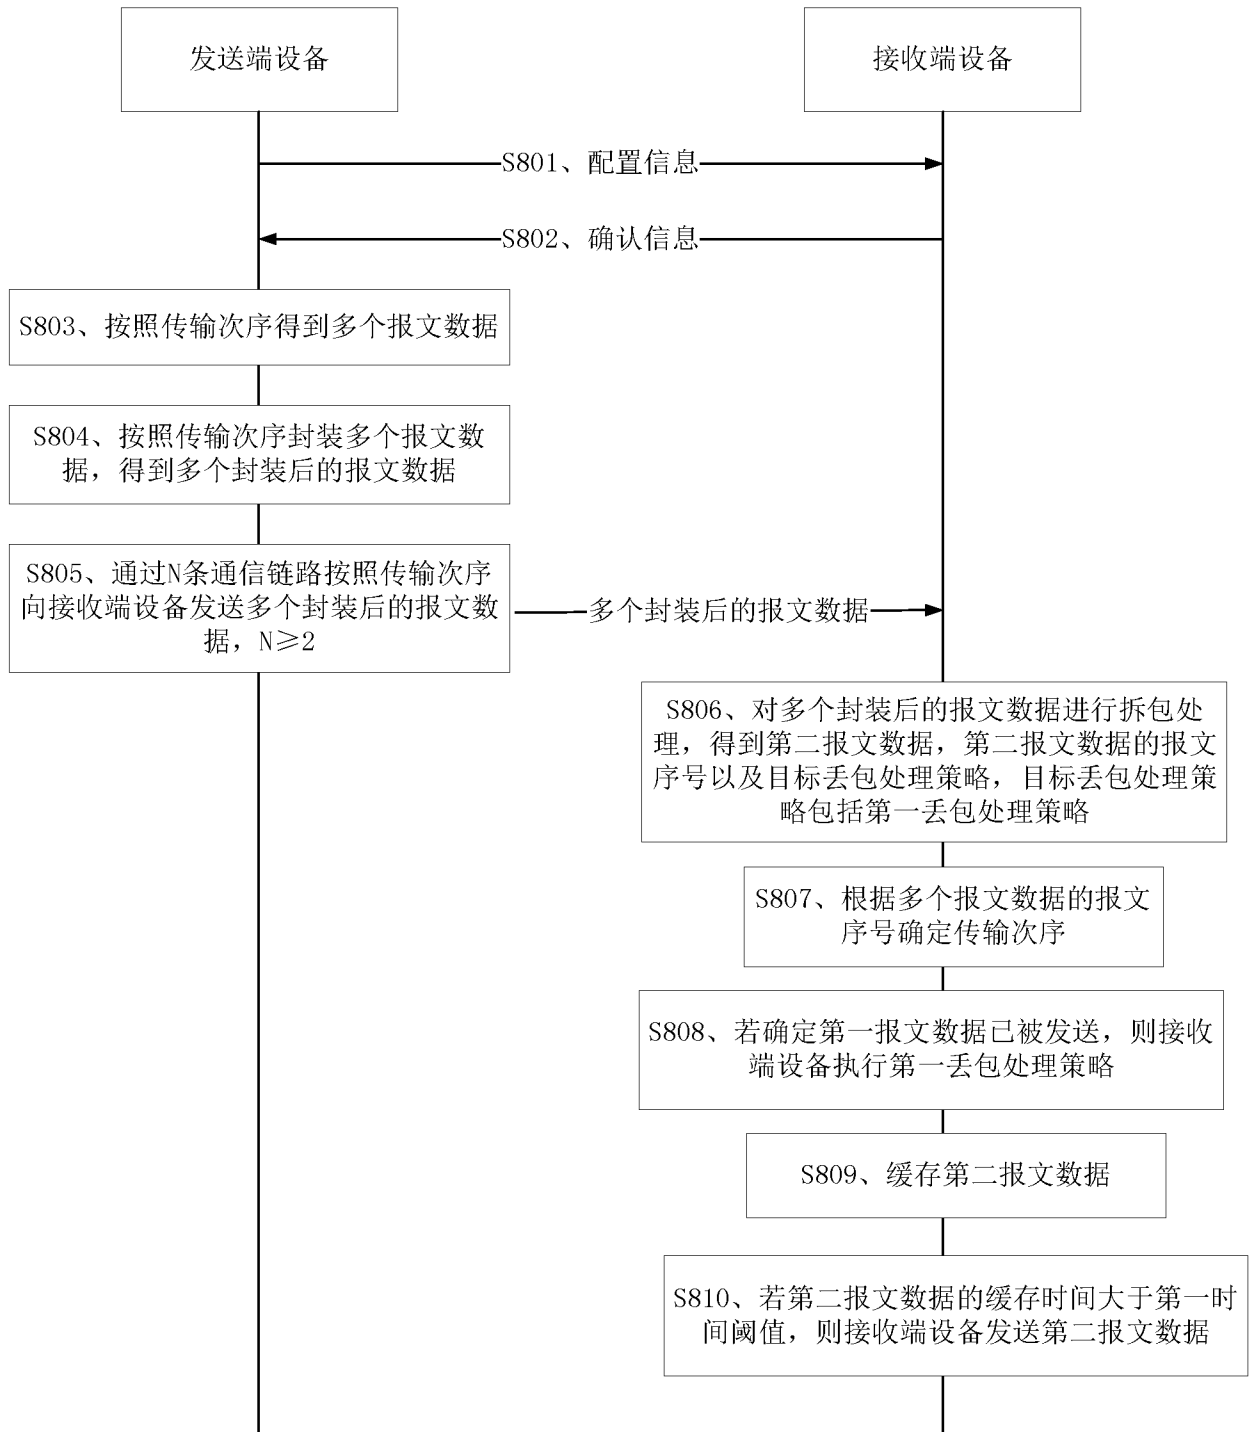 发送端设备
接收端设备
S801、配置信息
S802、确认信息
S803、按照传输次序得到多个报文数据
S804、按照传输次序封装多个报文数
据，得到多个封装后的报文数据
S805、通过N条通信链路按照传输次序
向接收端设备发送多个封装后的报文数
据，N≥2
多个封装后的报文数据
S806、对多个封装后的报文数据进行拆包处
理，得到第二报文数据，第二报文数据的报文
序号以及目标丢包处理策略，目标丢包处理策
略包括第一丢包处理策略
S807、根据多个报文数据的报文
序号确定传输次序
S808、若确定第一报文数据已被发送，则接收
端设备执行第一丢包处理策略
S809、缓存第二报文数据
S810、若第二报文数据的缓存时间大于第一时
间阈值，则接收端设备发送第二报文数据